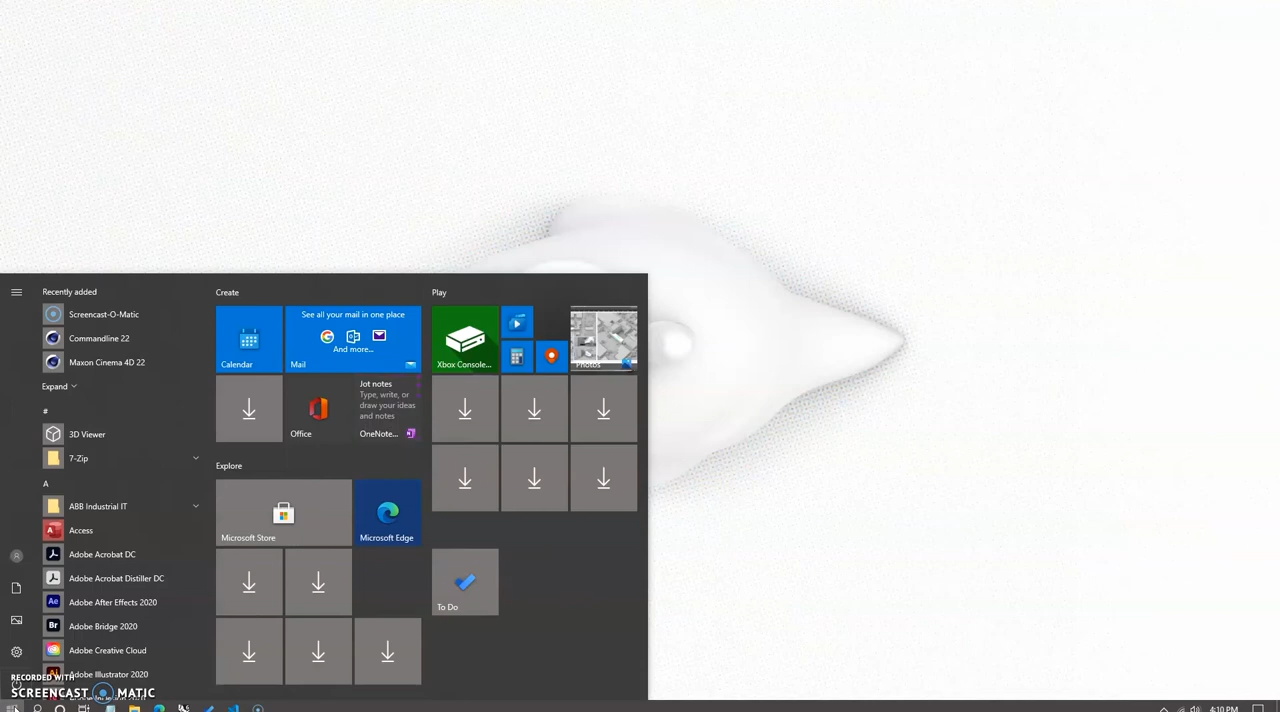 Recently added
Screencast-O-Matic
Commandline 22
Maxon Cinema 4D 22
Expand
#
3D Viewer
7-Zip
A
ABB Industrial IT
Access
Adobe Acrobat DC
Adobe Acrobat Distiller DC
Adobe After Effects 2020
Adobe Bridge 2020
Adobe Creative Cloud
Adobe Illustrator 2020
Create
Calendar
See all your mail in one place
And more...
Mail
Office
Jot notes
Type, write, or
draw your ideas
and notes
OneNote...
Explore
Microsoft Store
Microsoft Edge
Play
Xbox Console...
Photos
To Do
RECORDED WITH
SCREENCAST MATIC
4:10 PM